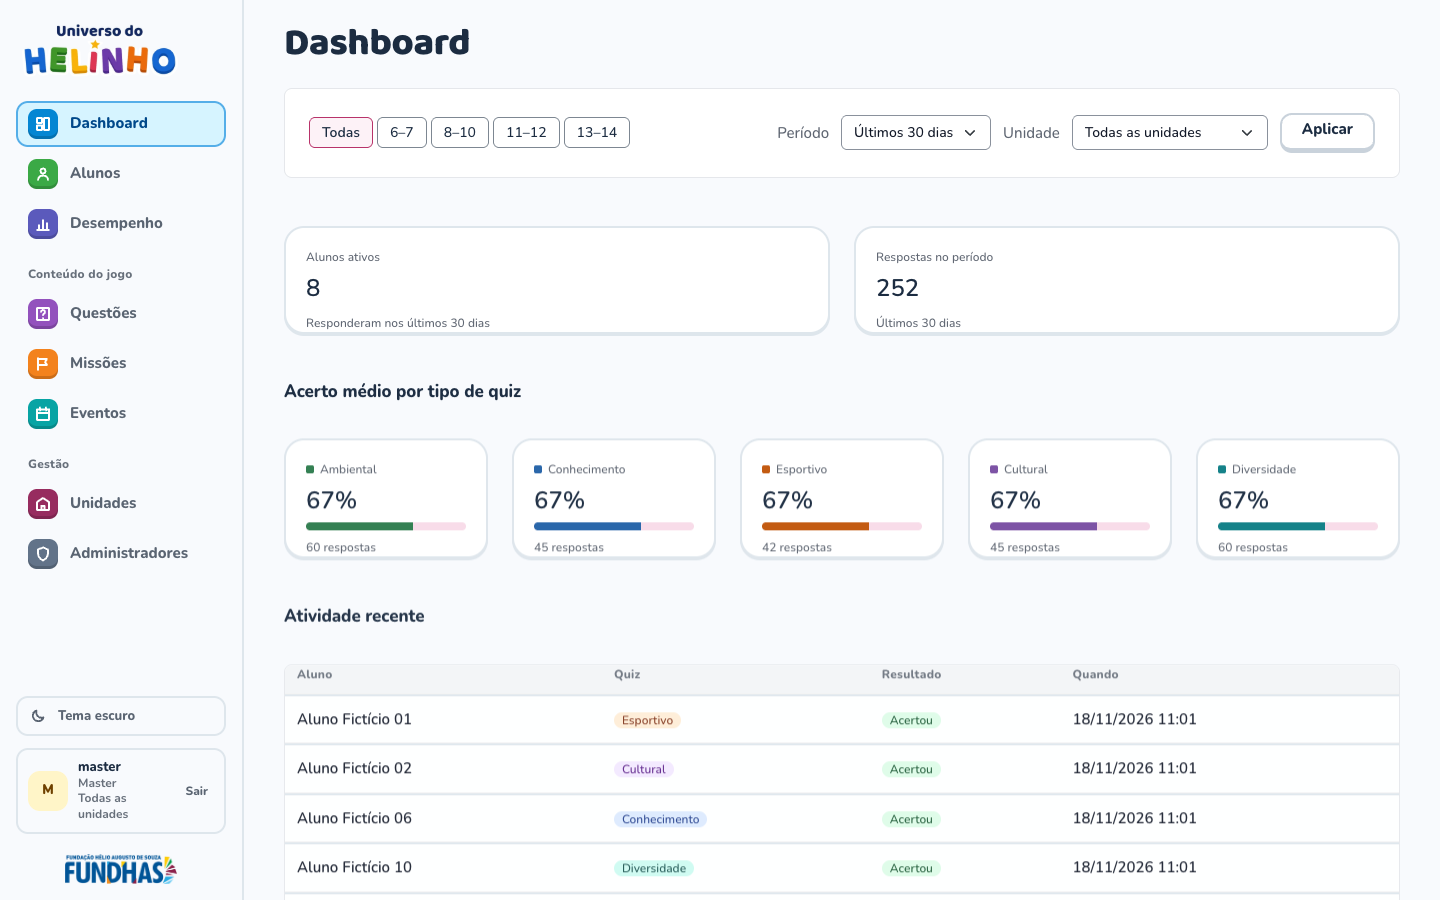 Universo do
HELINHO
Dashboard
Alunos
Desempenho
Conteúdo do jogo
Questões
Missões
Eventos
Gestão
Unidades
Administradores
Tema escuro
M
master
Master
Todas as
unidades
Sair
FUNDAÇÃO HÉLIO AUGUSTO DE SOUZA
FUNDHAS
Dashboard
Todas 6–7 8–10 11–12 13–14 Período Últimos 30 dias Unidade Todas as unidades Aplicar
Alunos ativos
8
Responderam nos últimos 30 dias
Respostas no período
252
Últimos 30 dias
Acerto médio por tipo de quiz
Ambiental
67%
60 respostas
Conhecimento
67%
45 respostas
Esportivo
67%
42 respostas
Cultural
67%
45 respostas
Diversidade
67%
60 respostas
Atividade recente
Aluno Quiz Resultado Quando
Aluno Fictício 01 Esportivo Acertou 18/11/2026 11:01
Aluno Fictício 02 Cultural Acertou 18/11/2026 11:01
Aluno Fictício 06 Conhecimento Acertou 18/11/2026 11:01
Aluno Fictício 10 Diversidade Acertou 18/11/2026 11:01